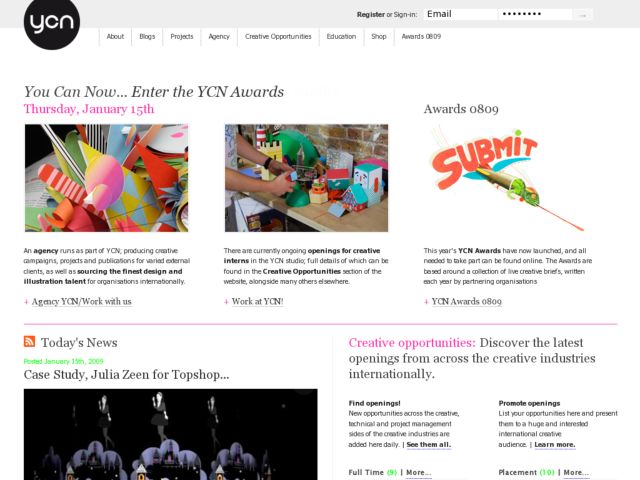 ycn
Register or Sign-in:
Email
••••••••
→
About
Blogs
Projects
Agency
Creative Opportunities
Education
Shop
Awards 0809
You Can Now... Enter the YCN Awards
Thursday, January 15th
Awards 0809
SUBMIT
An agency runs as part of YCN; producing creative
campaigns, projects and publications for varied external
clients, as well as sourcing the finest design and
illustration talent for organisations internationally.
+ Agency YCN/Work with us
There are currently ongoing openings for creative
interns in the YCN studio; full details of which can be
found in the Creative Opportunities section of the
website, alongside many others elsewhere.
+ Work at YCN!
This year's YCN Awards have now launched, and all
needed to take part can be found online. The Awards are
based around a collection of live creative briefs, written
each year by partnering organisations
+ YCN Awards 0809
Today's News
Posted January 15th, 2009
Case Study, Julia Zeen for Topshop...
Creative opportunities: Discover the latest
openings from across the creative industries
internationally.
Find openings!
New opportunities across the creative,
technical and project management
sides of the creative industries are
added here daily. | See them all.
Promote openings
List your opportunities here and present
them to a huge and interested
international creative
audience. | Learn more.
Full Time (9) | More...
Placement (10) | More...